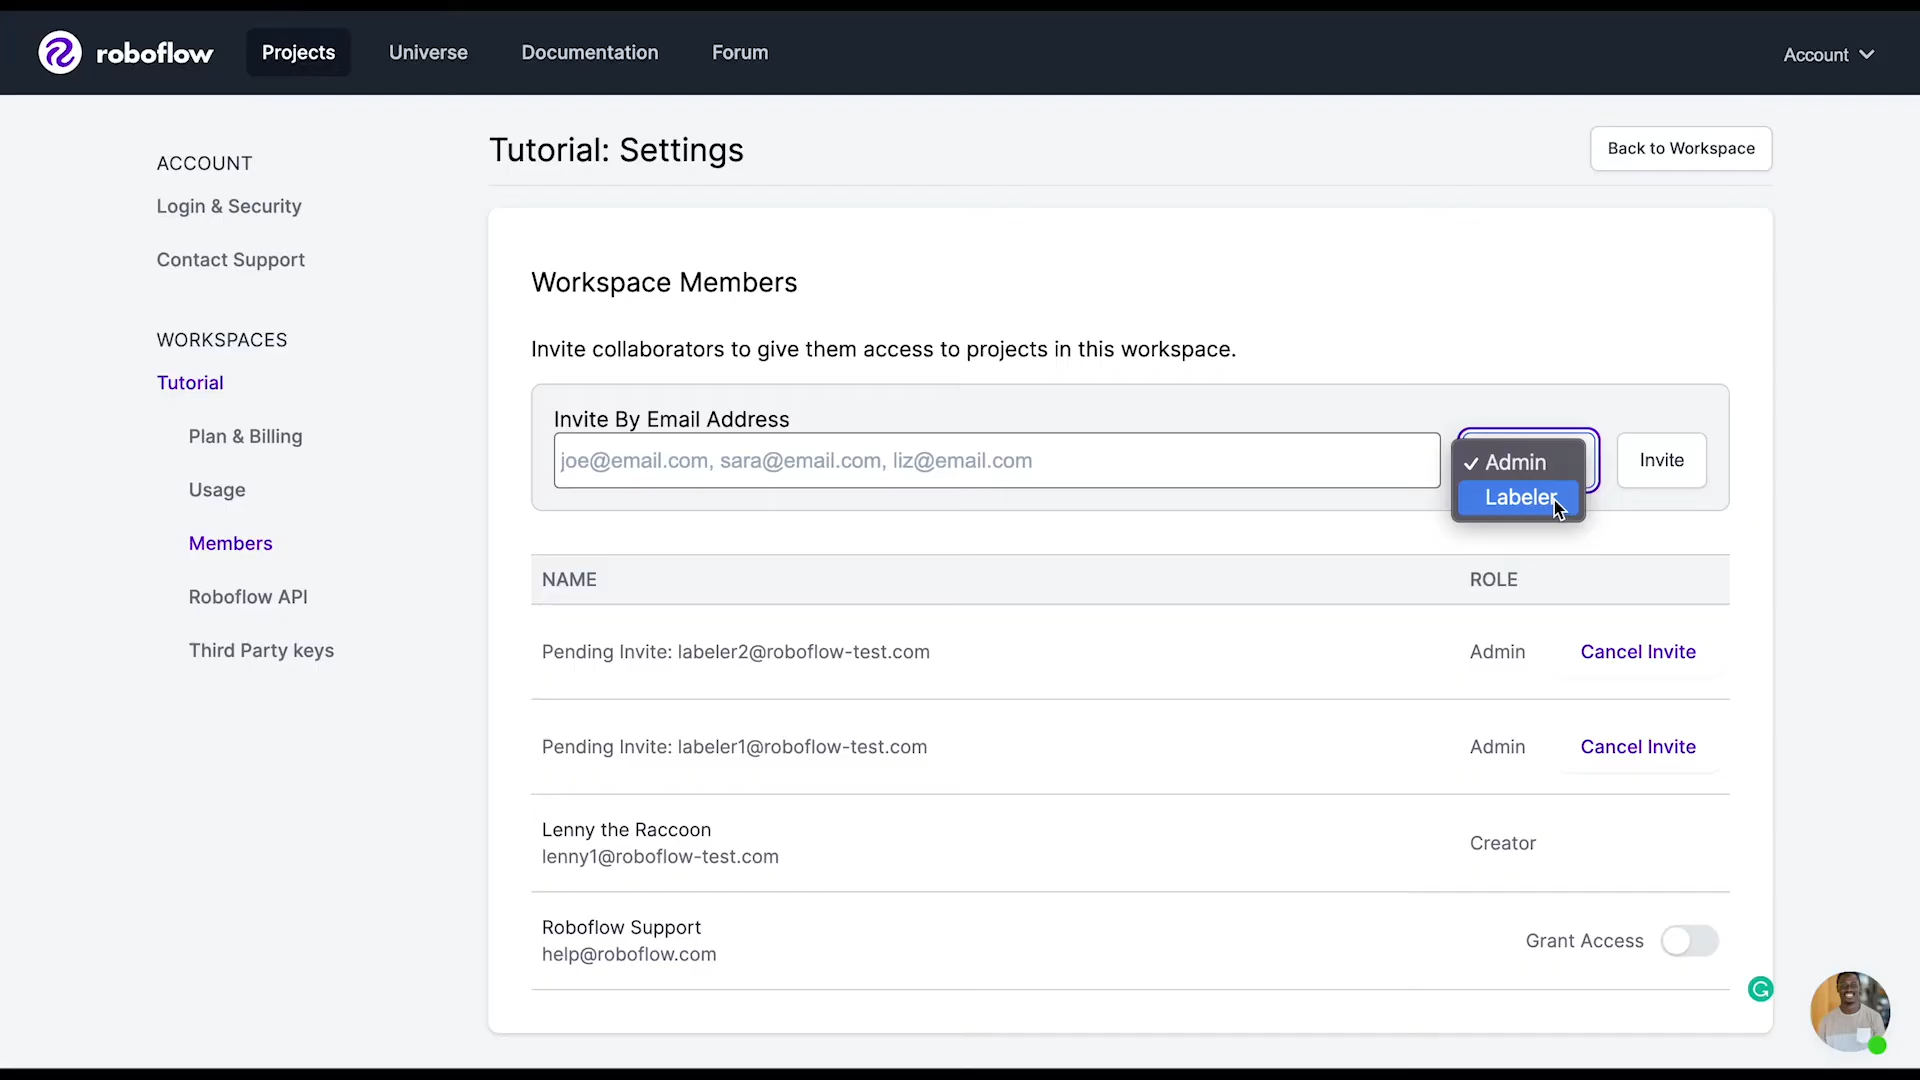 roboflow
Projects
Universe
Documentation
Forum
Account
ACCOUNT
Login & Security
Contact Support
WORKSPACES
Tutorial
Plan & Billing
Usage
Members
Roboflow API
Third Party keys
Tutorial: Settings
Back to Workspace
Workspace Members
Invite collaborators to give them access to projects in this workspace.
Invite By Email Address
joe@email.com, sara@email.com, liz@email.com
✓ Admin
Labeler
Invite
NAME ROLE
Pending Invite: labeler2@roboflow-test.com Admin Cancel Invite
Pending Invite: labeler1@roboflow-test.com Admin Cancel Invite
Lenny the Raccoon
lenny1@roboflow-test.com
Creator
Roboflow Support
help@roboflow.com
Grant Access